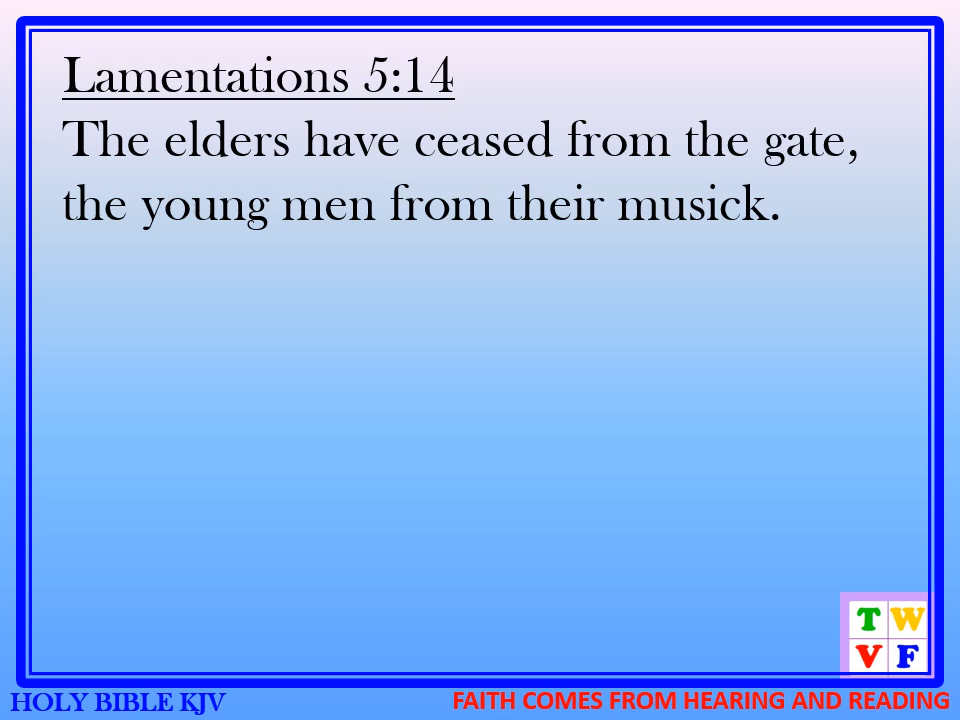 Lamentations 5:14
The elders have ceased from the gate,
the young men from their musick.
T W
V F
HOLY BIBLE KJV
FAITH COMES FROM HEARING AND READING